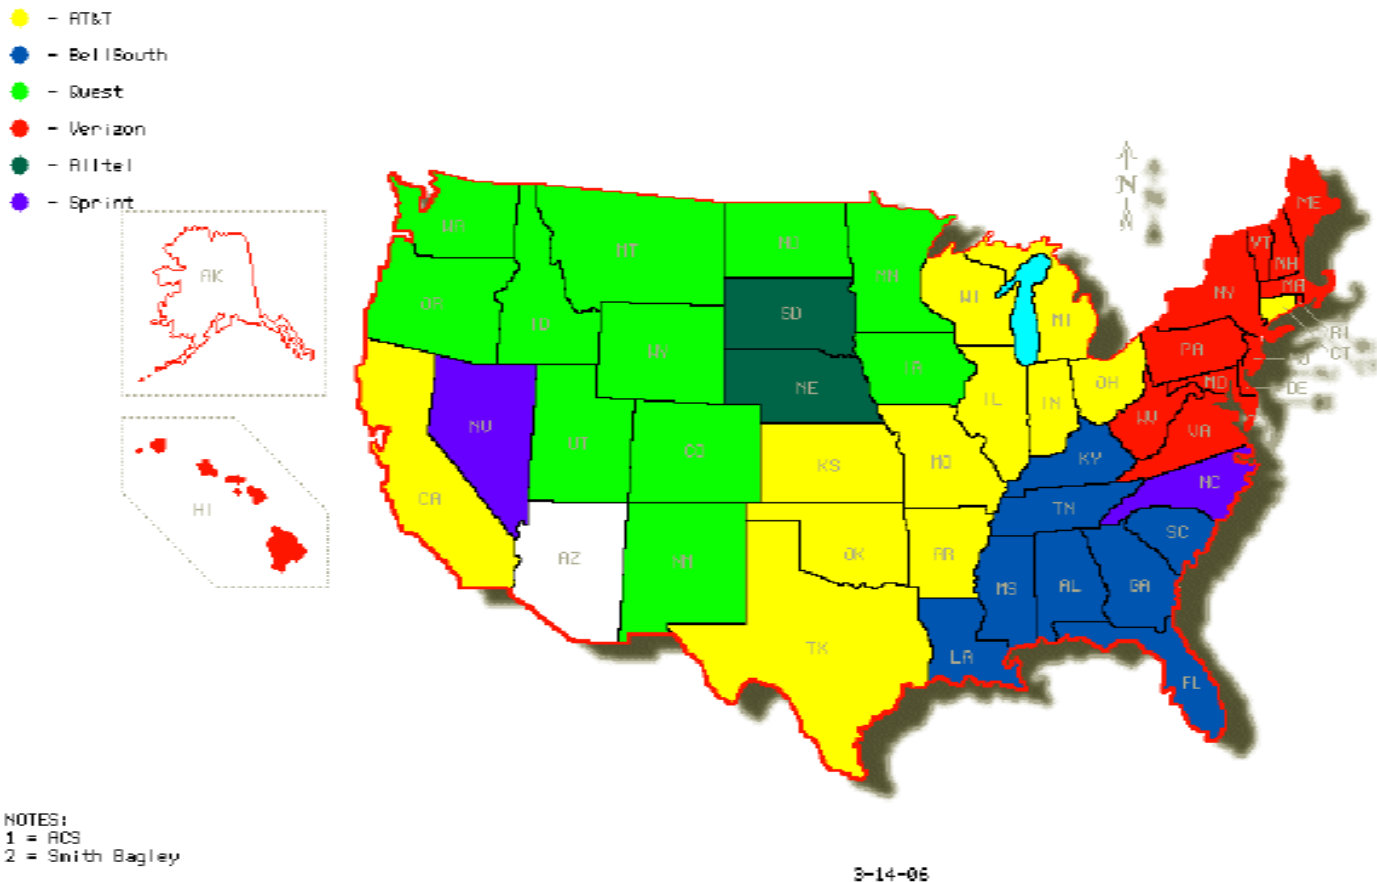 - AT&T
- BellSouth
- Quest
- Verizon
- Alltel
- Sprint
AK
HI
N
WA
MT
ND
MN
OR
ID
WY
SD
NE
IA
WI
MI
NV
UT
CO
KS
MO
IL
IN
OH
KY
CA
AZ
NM
OK
AR
TN
TX
LA
MS
AL
GA
SC
NC
FL
VA
WV
MD
PA
NY
VT
NH
ME
MA
RI
CT
NJ
DE
NOTES:
1 = ACS
2 = Smith Bagley
3-14-06